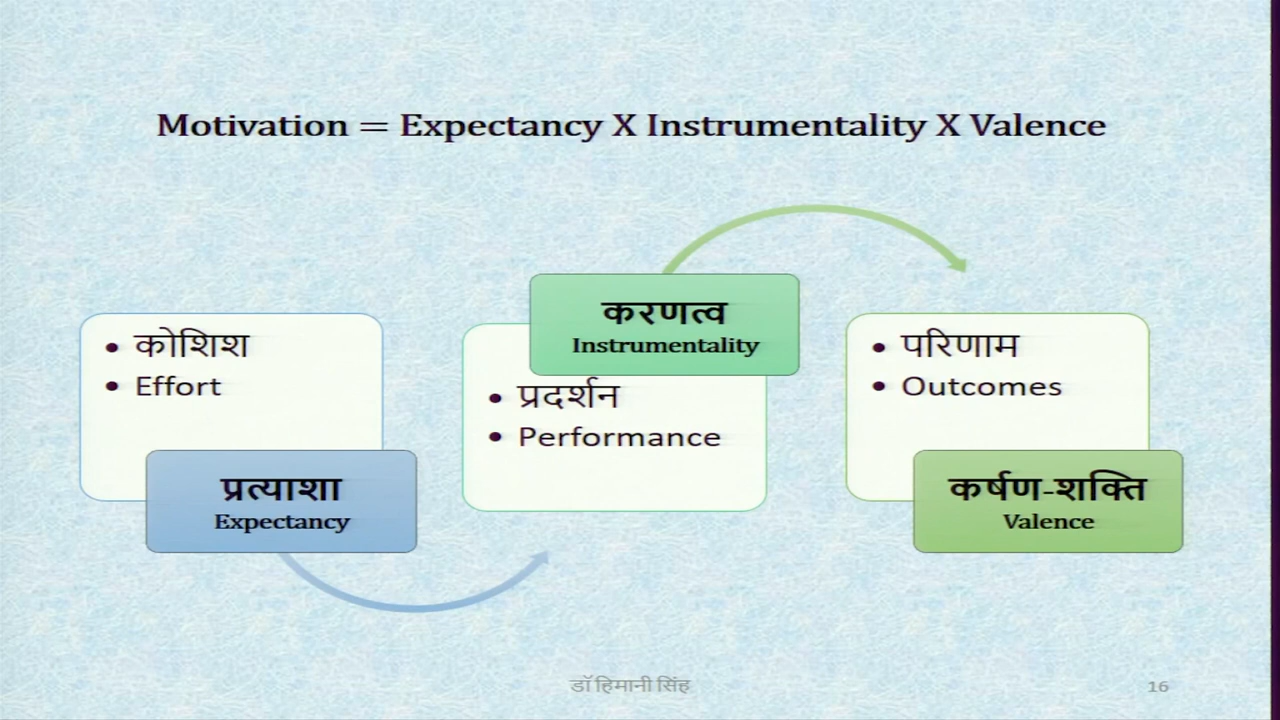 Motivation = Expectancy X Instrumentality X Valence
• कोशिश
• Effort
प्रत्याशा
Expectancy
करणत्व
Instrumentality
• प्रदर्शन
• Performance
• परिणाम
• Outcomes
कर्षण-शक्ति
Valence
डॉ हिमानी सिंह
16